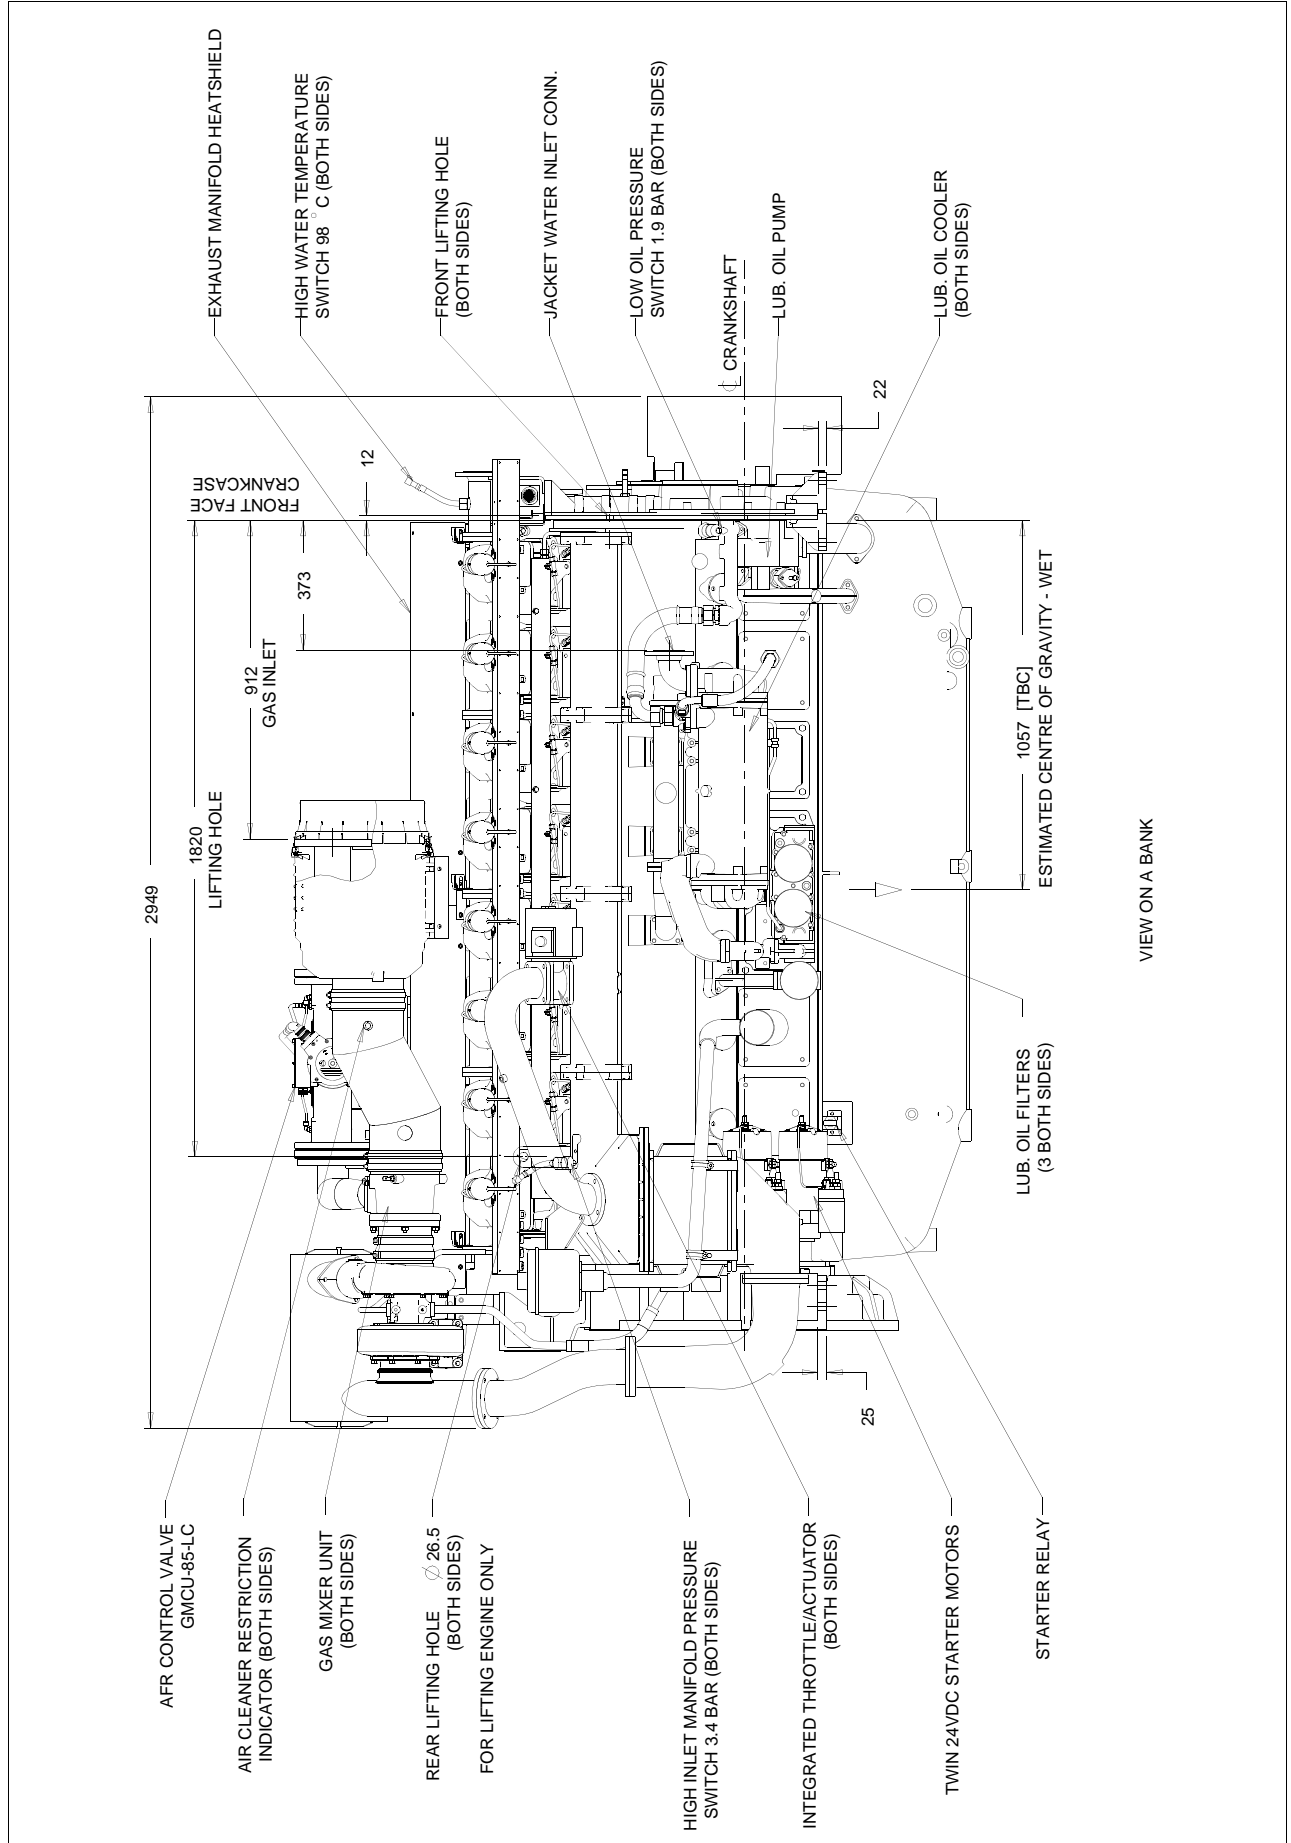 EXHAUST MANIFOLD HEATSHIELD
HIGH WATER TEMPERATURE
SWITCH 98 ° C (BOTH SIDES)
FRONT LIFTING HOLE
(BOTH SIDES)
JACKET WATER INLET CONN.
LOW OIL PRESSURE
SWITCH 1.9 BAR (BOTH SIDES)
℄ CRANKSHAFT
LUB. OIL PUMP
LUB. OIL COOLER
(BOTH SIDES)
22
12
FRONT FACE
CRANKCASE
373
912
GAS INLET
1820
LIFTING HOLE
2949
1057 [TBC]
ESTIMATED CENTRE OF GRAVITY - WET
VIEW ON A BANK
LUB. OIL FILTERS
(3 BOTH SIDES)
25
AFR CONTROL VALVE
GMCU-85-LC
AIR CLEANER RESTRICTION
INDICATOR (BOTH SIDES)
GAS MIXER UNIT
(BOTH SIDES)
REAR LIFTING HOLE ∅ 26.5
(BOTH SIDES)
FOR LIFTING ENGINE ONLY
HIGH INLET MANIFOLD PRESSURE
SWITCH 3.4 BAR (BOTH SIDES)
INTEGRATED THROTTLE/ACTUATOR
(BOTH SIDES)
TWIN 24VDC STARTER MOTORS
STARTER RELAY